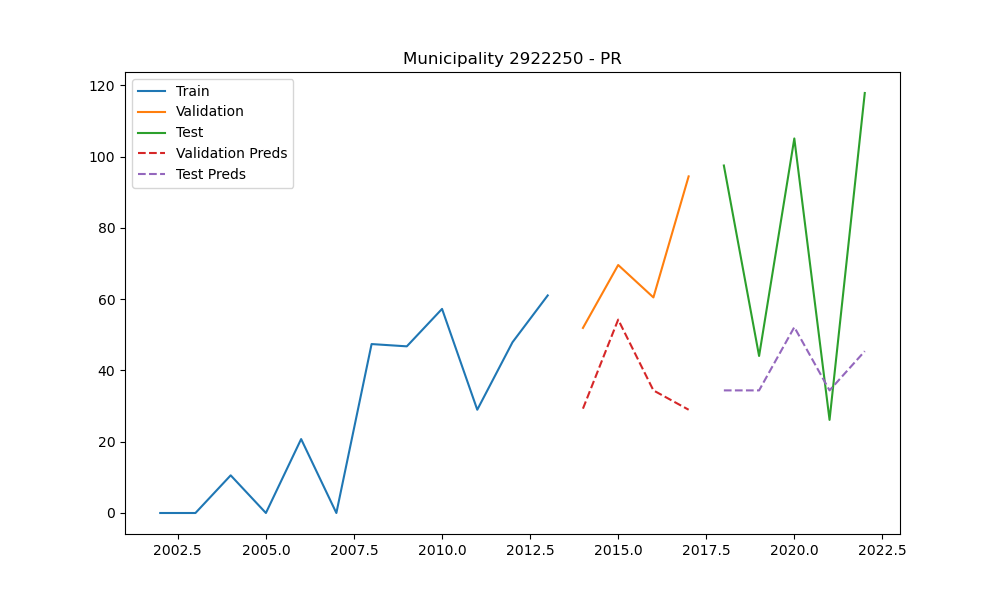 Municipality 2922250 - PR
Train
Validation
Test
Validation Preds
Test Preds
120
100
80
60
40
20
0
2002.5 2005.0 2007.5 2010.0 2012.5 2015.0 2017.5 2020.0 2022.5